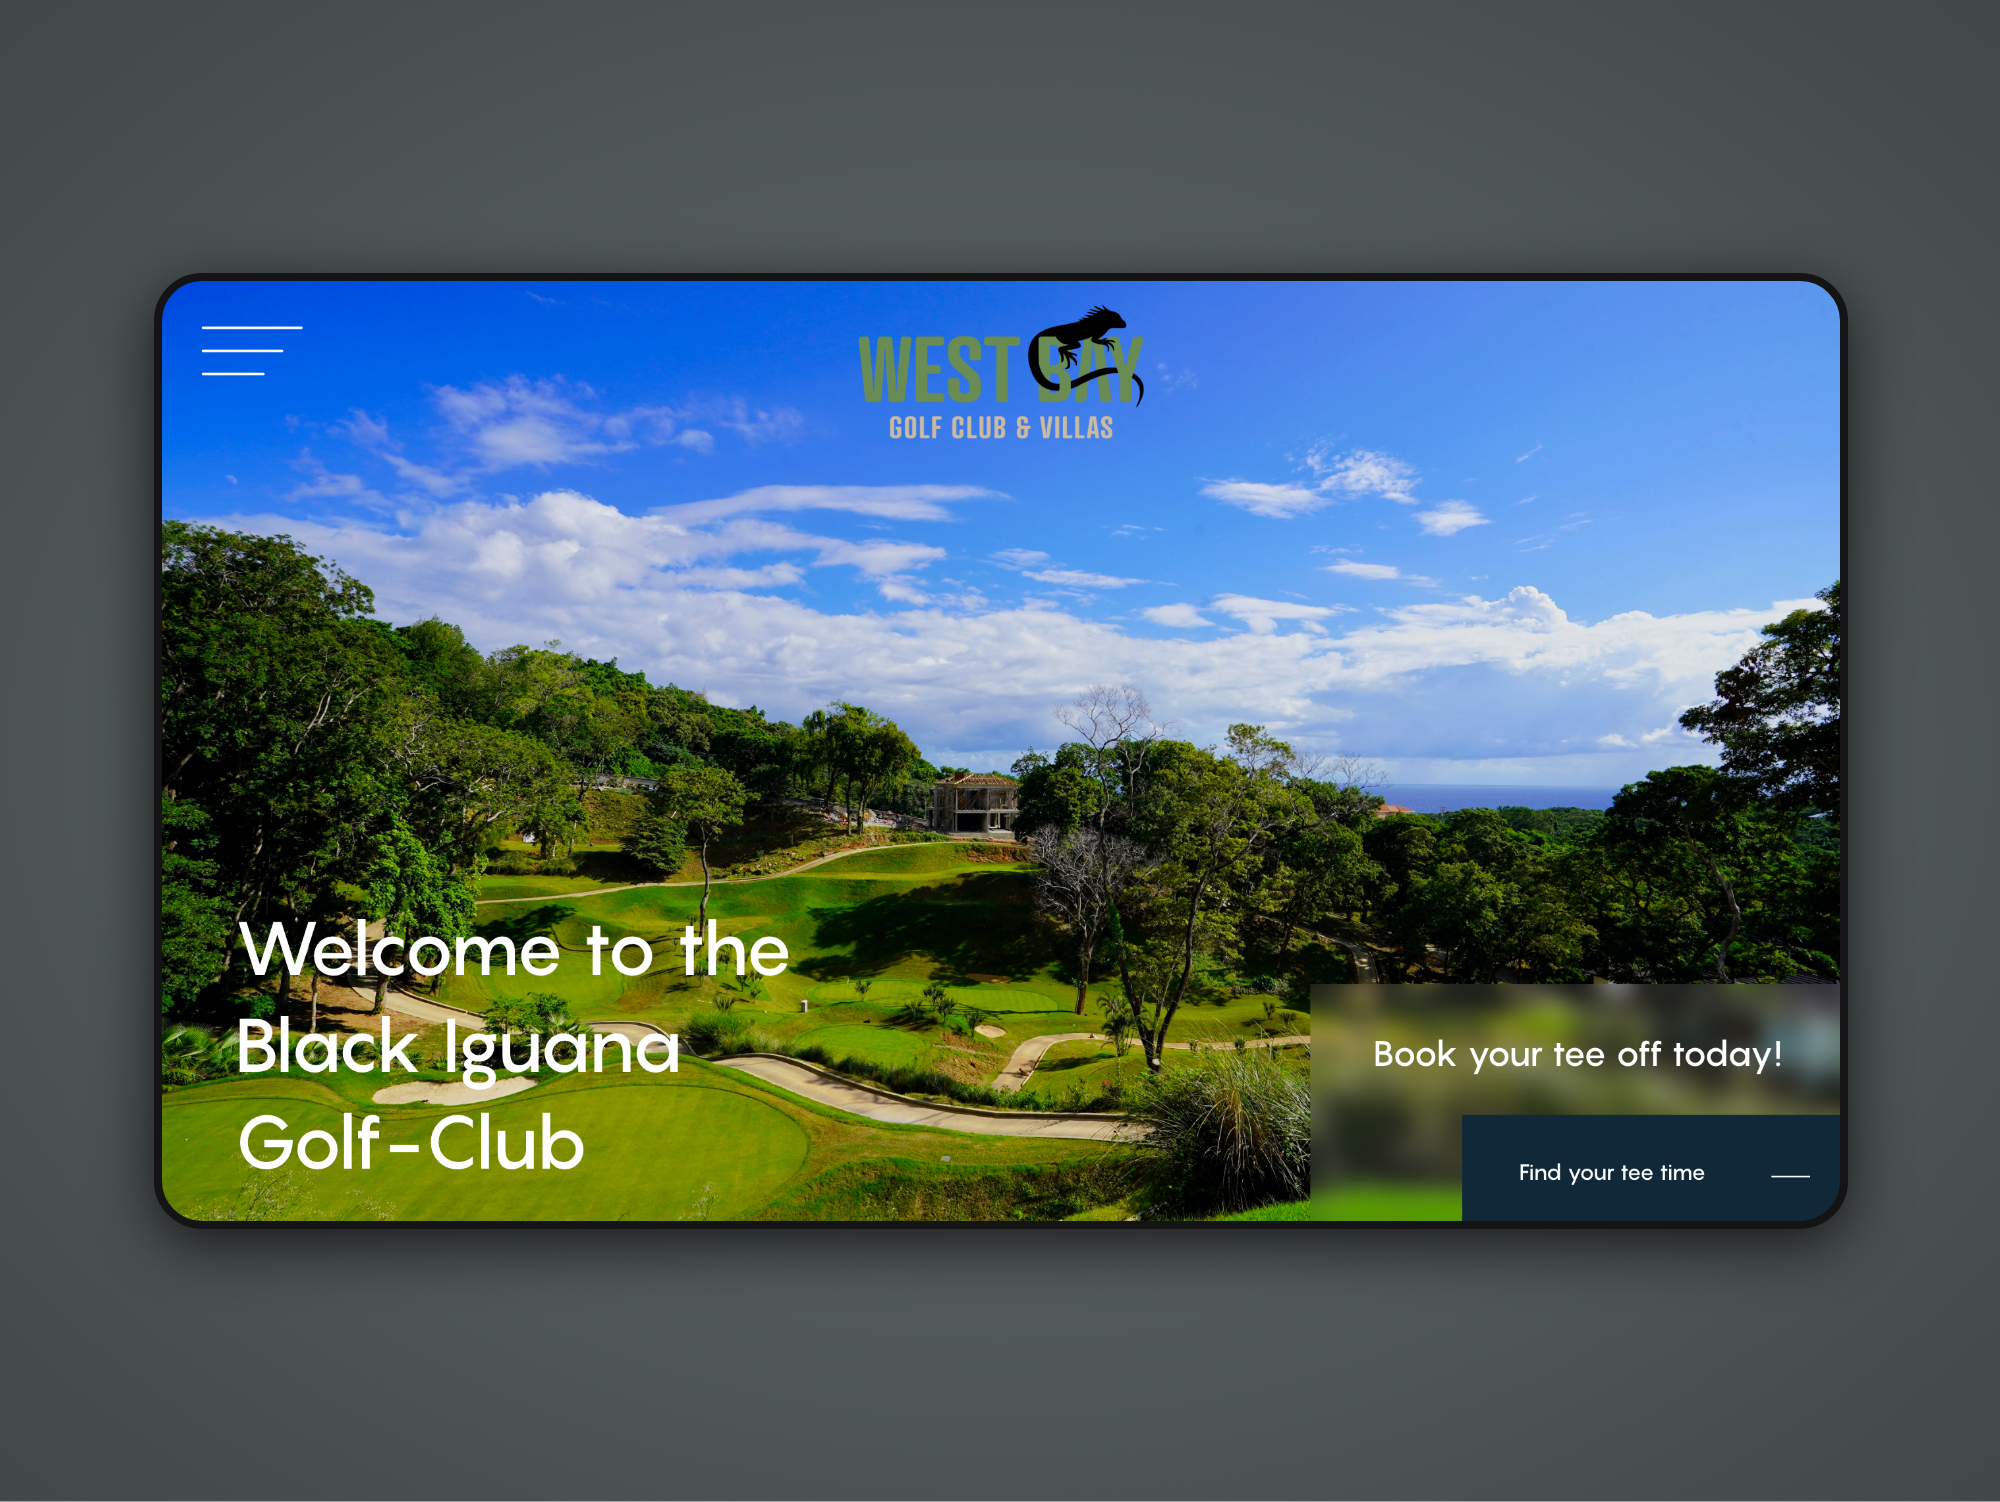 WEST BAY
GOLF CLUB & VILLAS
Welcome to the
Black Iguana
Golf-Club
Book your tee off today!
Find your tee time